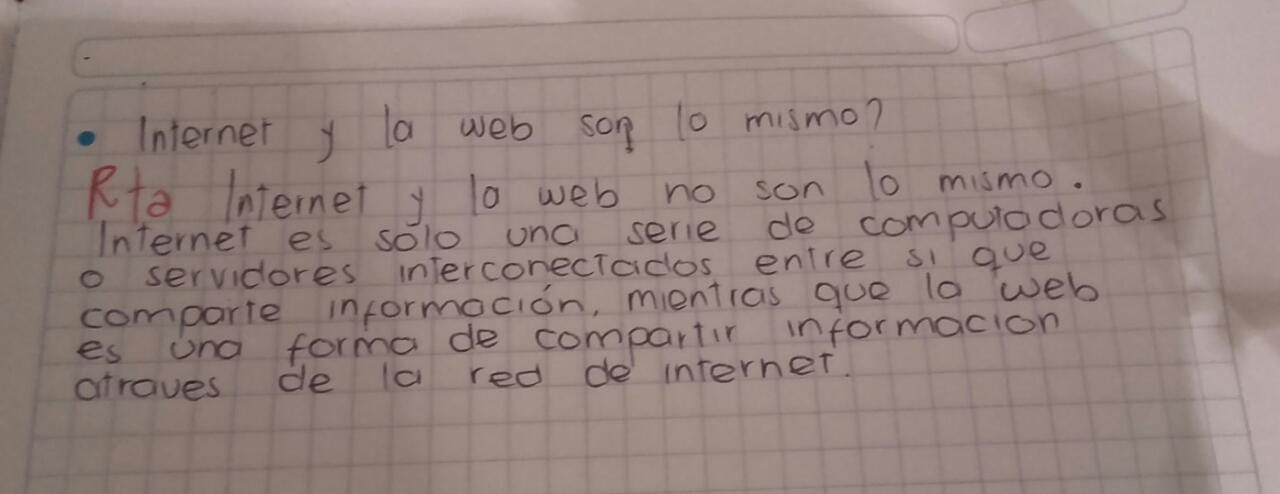 • Internet y la web son lo mismo?
Rta Internet y la web no son lo mismo.
Internet es sólo una serie de computadoras
o servidores interconectados entre si que
comparte información, mientras que la web
es una forma de compartir informacion
atraves de la red de internet.